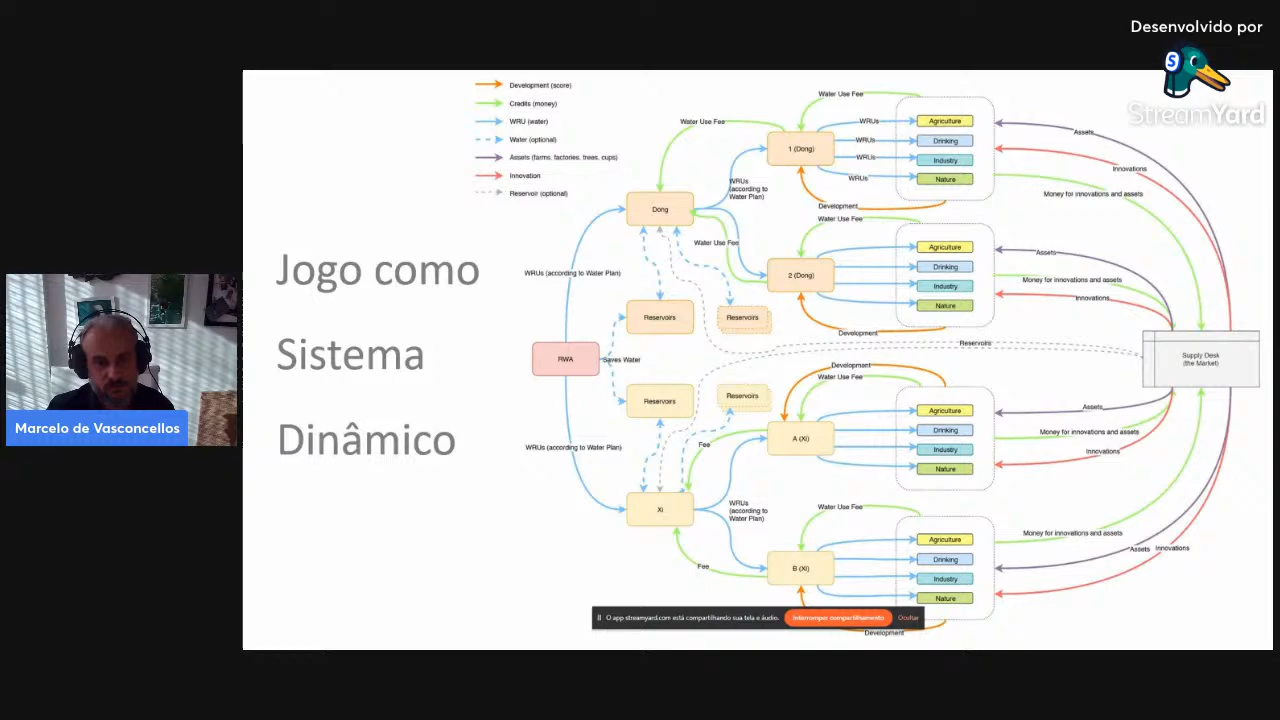 Desenvolvido por
StreamYard
Development (score)
Credits (money)
WRU (water)
Water (optional)
Assets (farms, factories, trees, cups)
Innovation
Reservoir (optional)
Jogo como
Sistema
Dinâmico
Marcelo de Vasconcellos
Water Use Fee
Water Use Fee
1 (Dong)
WRUs
WRUs
WRUs
WRUs
Agriculture
Drinking
Industry
Nature
Assets
Innovations
Money for innovations and assets
WRUs
(according to
Water Plan)
Development
Dong
Water Use Fee
Water Use Fee
2 (Dong)
Agriculture
Drinking
Industry
Nature
Assets
Money for innovations and assets
Innovations
Development
WRUs (according to Water Plan)
Reservoirs
Reservoirs
Reservoirs
RWA
Saves Water
Supply Desk
(the Market)
Reservoirs
Reservoirs
Development
Water Use Fee
A (Xi)
Agriculture
Drinking
Industry
Nature
Assets
Money for innovations and assets
Innovations
Fee
WRUs (according to Water Plan)
Xi
WRUs
(according to
Water Plan)
Water Use Fee
Fee
B (Xi)
Agriculture
Drinking
Industry
Nature
Money for innovations and assets
Assets
Innovations
O app streamyard.com está compartilhando sua tela e áudio.
Interromper compartilhamento
Ocultar
Development